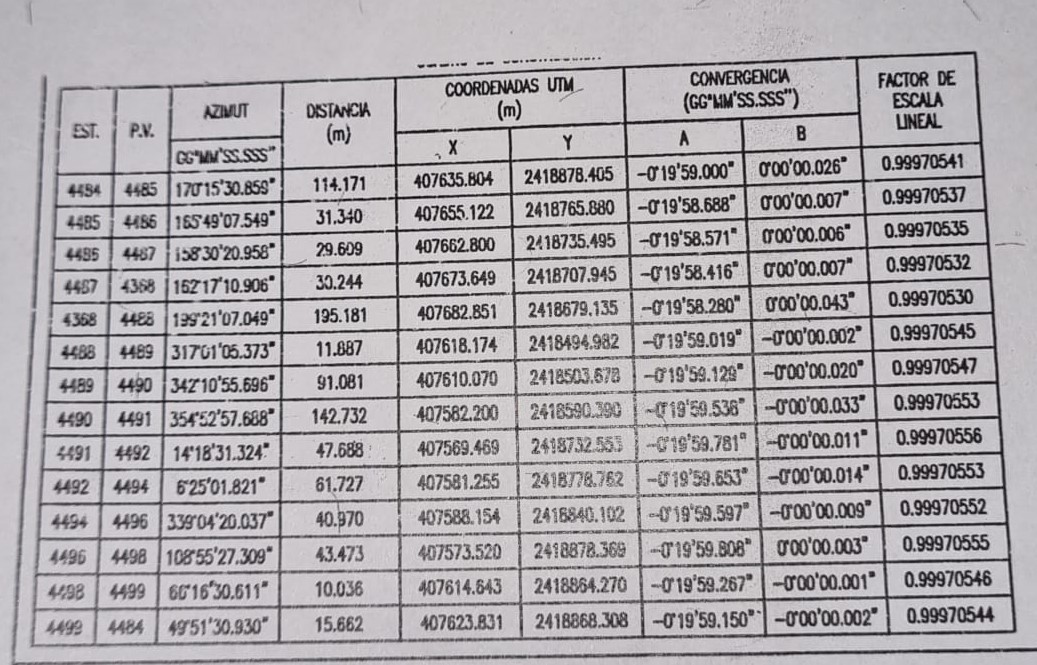 EST. P.V. AZIMUT DISTANCIA COORDENADAS UTM CONVERGENCIA FACTOR DE
(m) (m) (GG°MM'SS.SSS") ESCALA
GG°MM'SS.SSS" X Y A B LINEAL
4484 4485 170°15'30.859" 114.171 407635.804 2418878.405 -0°19'59.000" 0°00'00.026" 0.99970541
4485 4486 165°49'07.549" 31.340 407655.122 2418765.880 -0°19'58.688" 0°00'00.007" 0.99970537
4486 4487 158°30'20.958" 29.609 407662.800 2418735.495 -0°19'58.571" 0°00'00.006" 0.99970535
4487 4368 162°17'10.906" 30.244 407673.649 2418707.945 -0°19'58.416" 0°00'00.007" 0.99970532
4368 4488 199°21'07.049" 195.181 407682.851 2418679.135 -0°19'58.280" 0°00'00.043" 0.99970530
4488 4489 317°01'05.373" 11.887 407618.174 2418494.982 -0°19'59.019" -0°00'00.002" 0.99970545
4489 4490 342°10'55.696" 91.081 407610.070 2418503.678 -0°19'59.129" -0°00'00.020" 0.99970547
4490 4491 354°52'57.688" 142.732 407582.200 2418590.390 -0°19'59.536" -0°00'00.033" 0.99970553
4491 4492 14°18'31.324" 47.688 407569.469 2418732.553 -0°19'59.781" -0°00'00.011" 0.99970556
4492 4494 6°25'01.821" 61.727 407581.255 2418778.762 -0°19'59.653" -0°00'00.014" 0.99970553
4494 4496 339°04'20.037" 40.970 407588.154 2418840.102 -0°19'59.597" -0°00'00.009" 0.99970552
4496 4498 108°55'27.309" 43.473 407573.520 2418878.369 -0°19'59.808" 0°00'00.003" 0.99970555
4498 4499 66°16'30.611" 10.036 407614.643 2418864.270 -0°19'59.267" -0°00'00.001" 0.99970546
4499 4484 49°51'30.930" 15.662 407623.831 2418868.308 -0°19'59.150" -0°00'00.002" 0.99970544